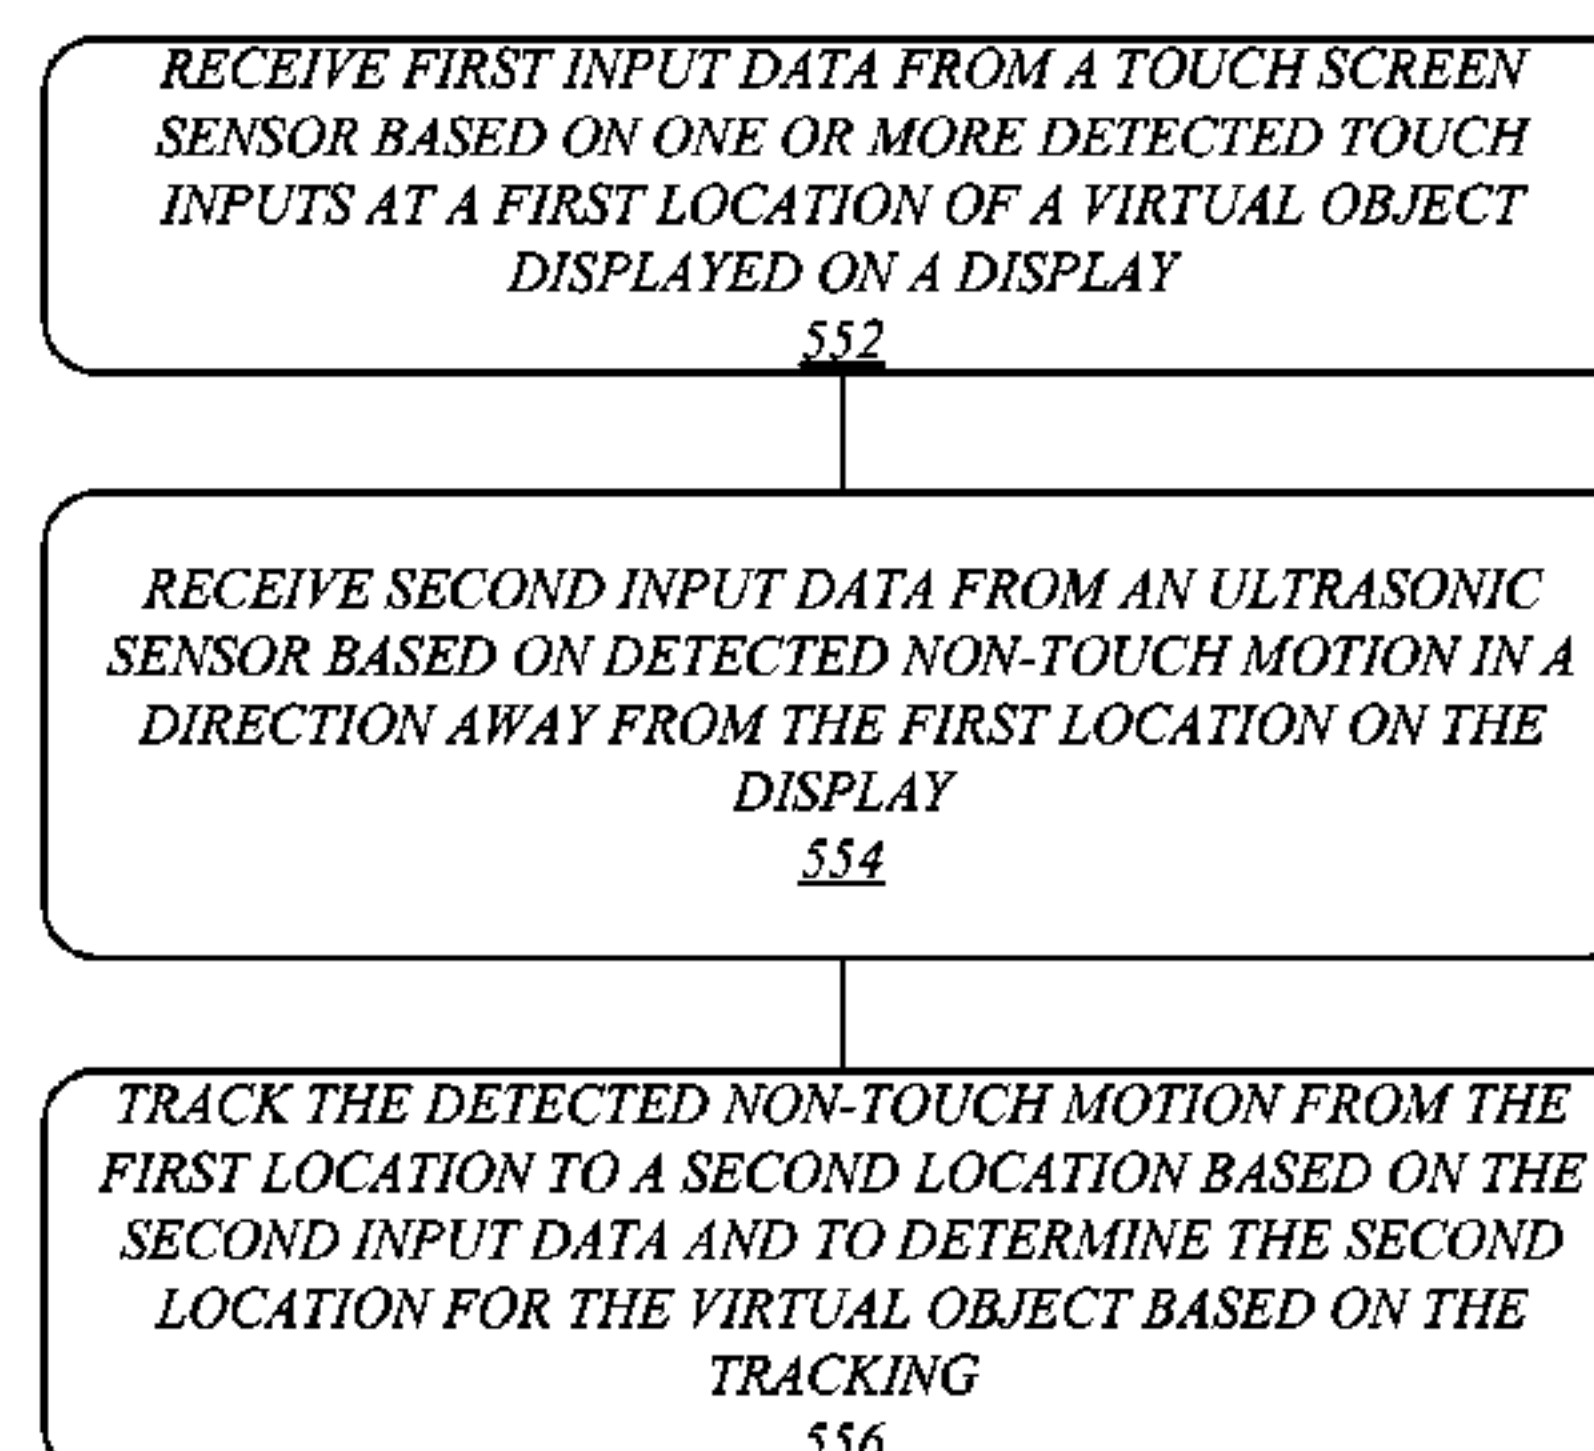 RECEIVE FIRST INPUT DATA FROM A TOUCH SCREEN
SENSOR BASED ON ONE OR MORE DETECTED TOUCH
INPUTS AT A FIRST LOCATION OF A VIRTUAL OBJECT
DISPLAYED ON A DISPLAY
552
RECEIVE SECOND INPUT DATA FROM AN ULTRASONIC
SENSOR BASED ON DETECTED NON-TOUCH MOTION IN A
DIRECTION AWAY FROM THE FIRST LOCATION ON THE
DISPLAY
554
TRACK THE DETECTED NON-TOUCH MOTION FROM THE
FIRST LOCATION TO A SECOND LOCATION BASED ON THE
SECOND INPUT DATA AND TO DETERMINE THE SECOND
LOCATION FOR THE VIRTUAL OBJECT BASED ON THE
TRACKING
556